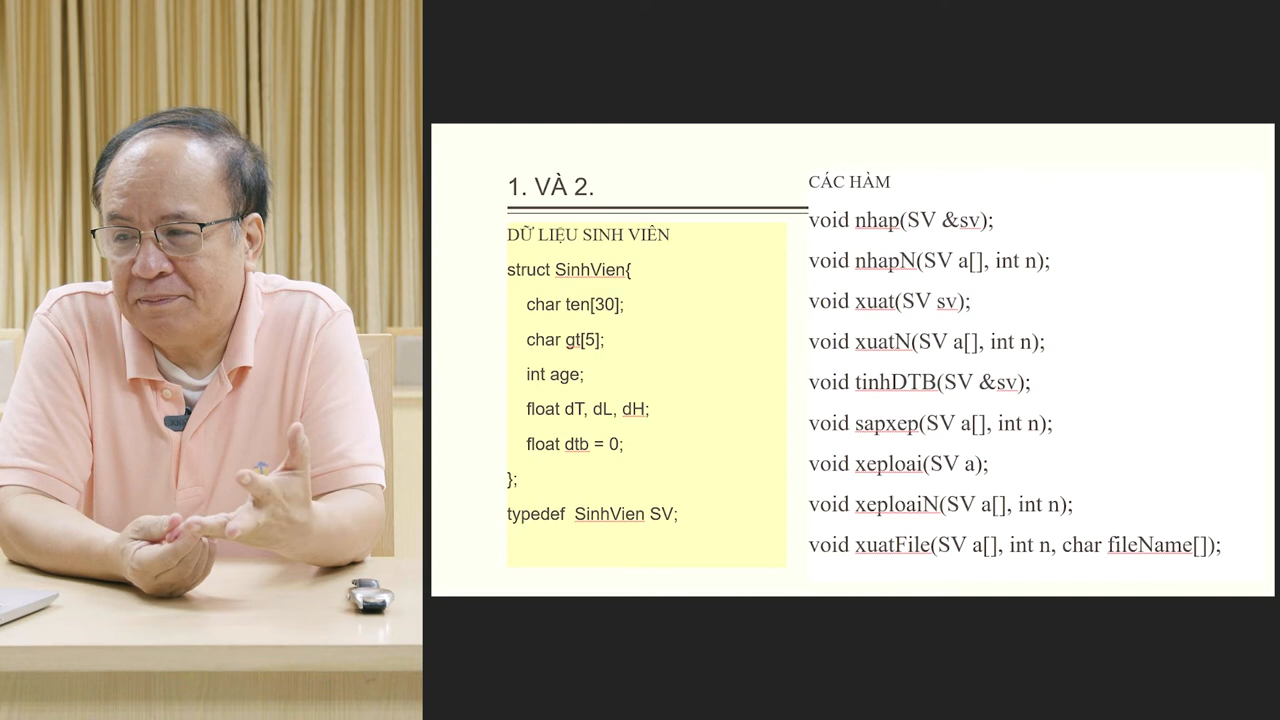 1. VÀ 2.
DỮ LIỆU SINH VIÊN
struct SinhVien{
char ten[30];
char gt[5];
int age;
float dT, dL, dH;
float dtb = 0;
};
typedef SinhVien SV;
CÁC HÀM
void nhap(SV &sv);
void nhapN(SV a[], int n);
void xuat(SV sv);
void xuatN(SV a[], int n);
void tinhDTB(SV &sv);
void sapxep(SV a[], int n);
void xeploai(SV a);
void xeploaiN(SV a[], int n);
void xuatFile(SV a[], int n, char fileName[]);